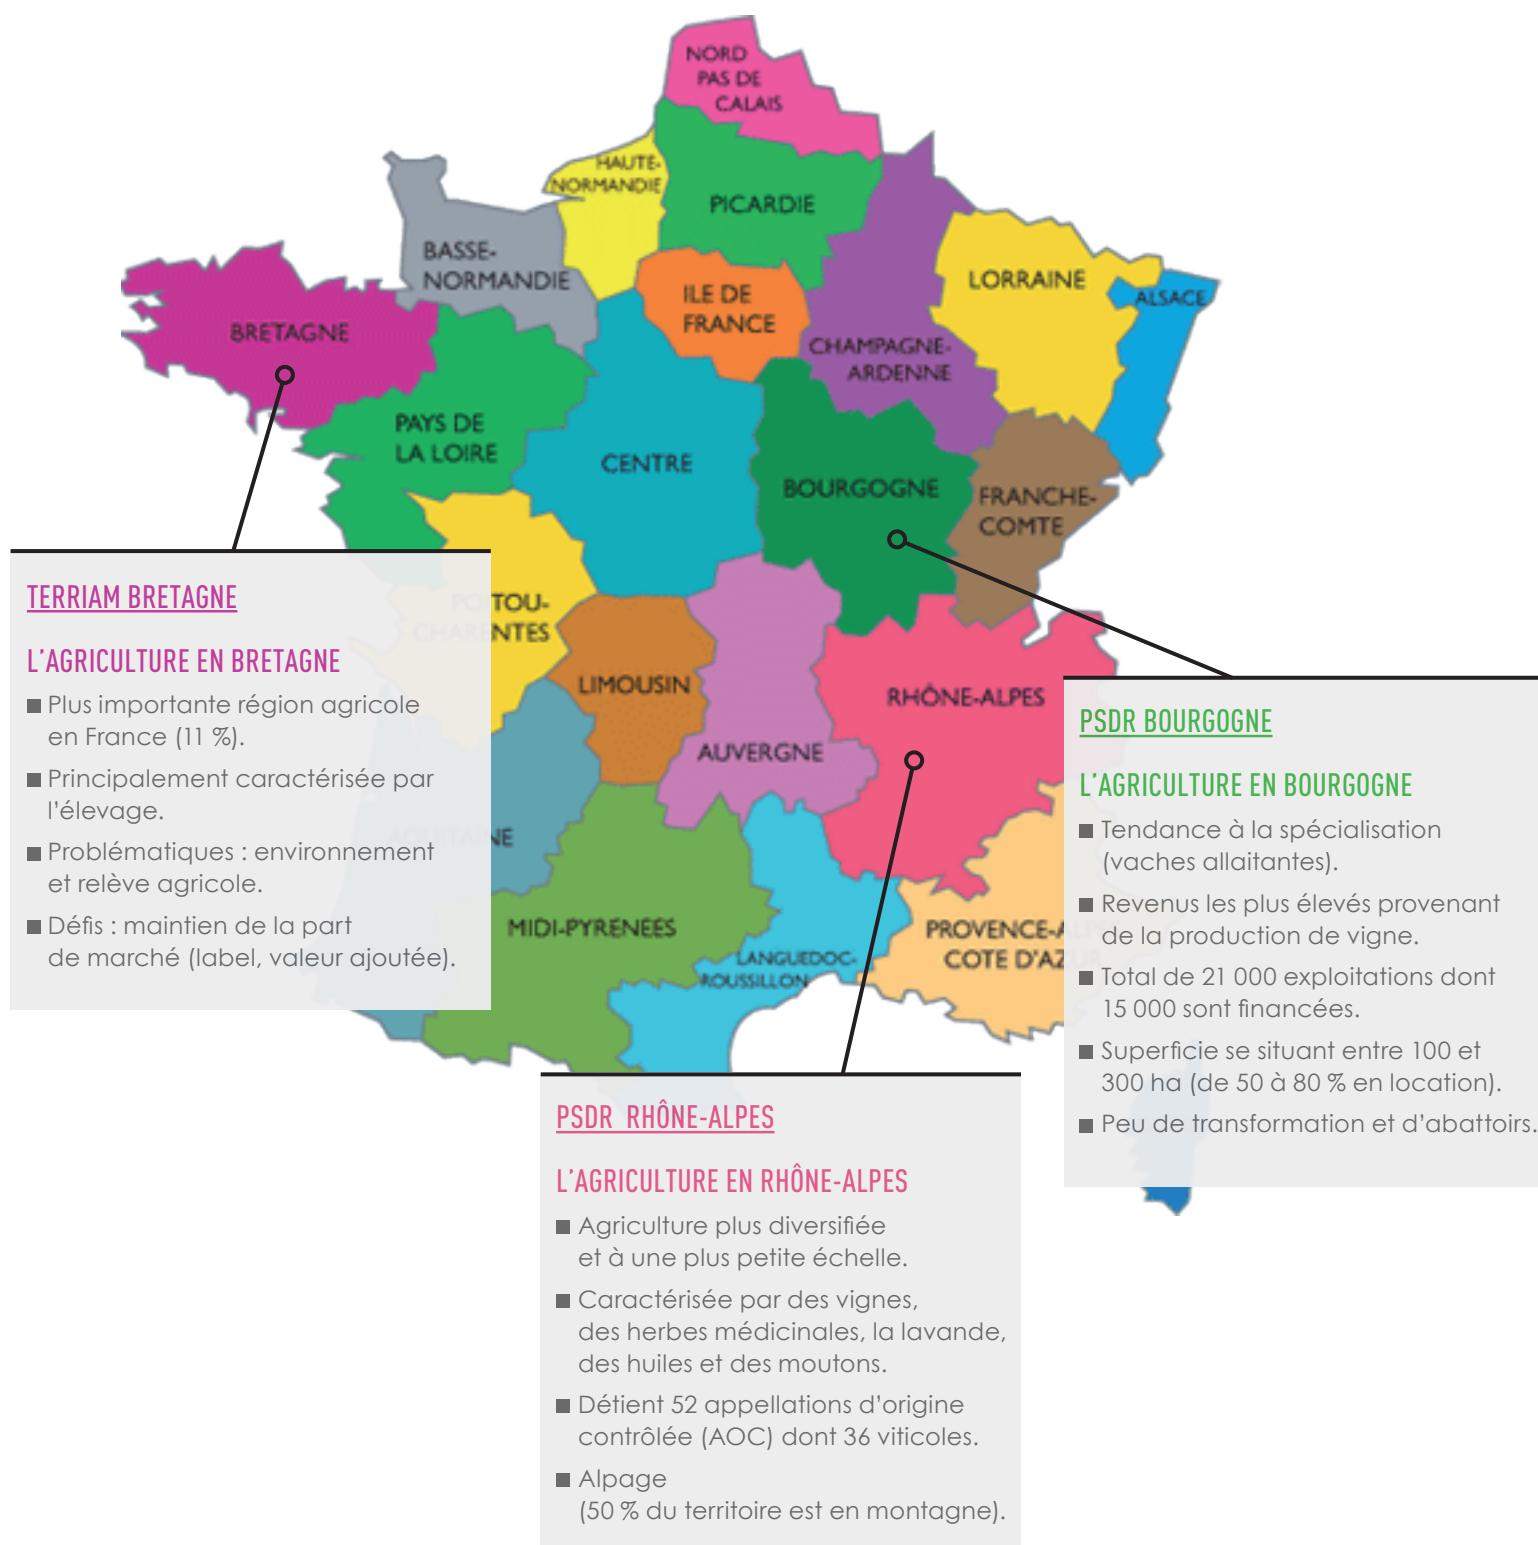 NORD
PAS DE
CALAIS
HAUTE-
NORMANDIE
PICARDIE
BASSE-
NORMANDIE
ILE DE
FRANCE
LORRAINE
ALSACE
BRETAGNE
CHAMPAGNE-
ARDENNE
PAYS DE
LA LOIRE
CENTRE
BOURGOGNE
FRANCHE-
COMTE
POITOU-
CHARENTES
LIMOUSIN
AUVERGNE
RHÔNE-ALPES
AQUITAINE
MIDI-PYRENEES
LANGUEDOC-
ROUSSILLON
PROVENCE-ALPES
COTE D'AZUR
TERRIAM BRETAGNE
L'AGRICULTURE EN BRETAGNE
■ Plus importante région agricole
en France (11 %).
■ Principalement caractérisée par
l'élevage.
■ Problématiques : environnement
et relève agricole.
■ Défis : maintien de la part
de marché (label, valeur ajoutée).
PSDR BOURGOGNE
L'AGRICULTURE EN BOURGOGNE
■ Tendance à la spécialisation
(vaches allaitantes).
■ Revenus les plus élevés provenant
de la production de vigne.
■ Total de 21 000 exploitations dont
15 000 sont financées.
■ Superficie se situant entre 100 et
300 ha (de 50 à 80 % en location).
■ Peu de transformation et d'abattoirs.
PSDR RHÔNE-ALPES
L'AGRICULTURE EN RHÔNE-ALPES
■ Agriculture plus diversifiée
et à une plus petite échelle.
■ Caractérisée par des vignes,
des herbes médicinales, la lavande,
des huiles et des moutons.
■ Détient 52 appellations d'origine
contrôlée (AOC) dont 36 viticoles.
■ Alpage
(50 % du territoire est en montagne).